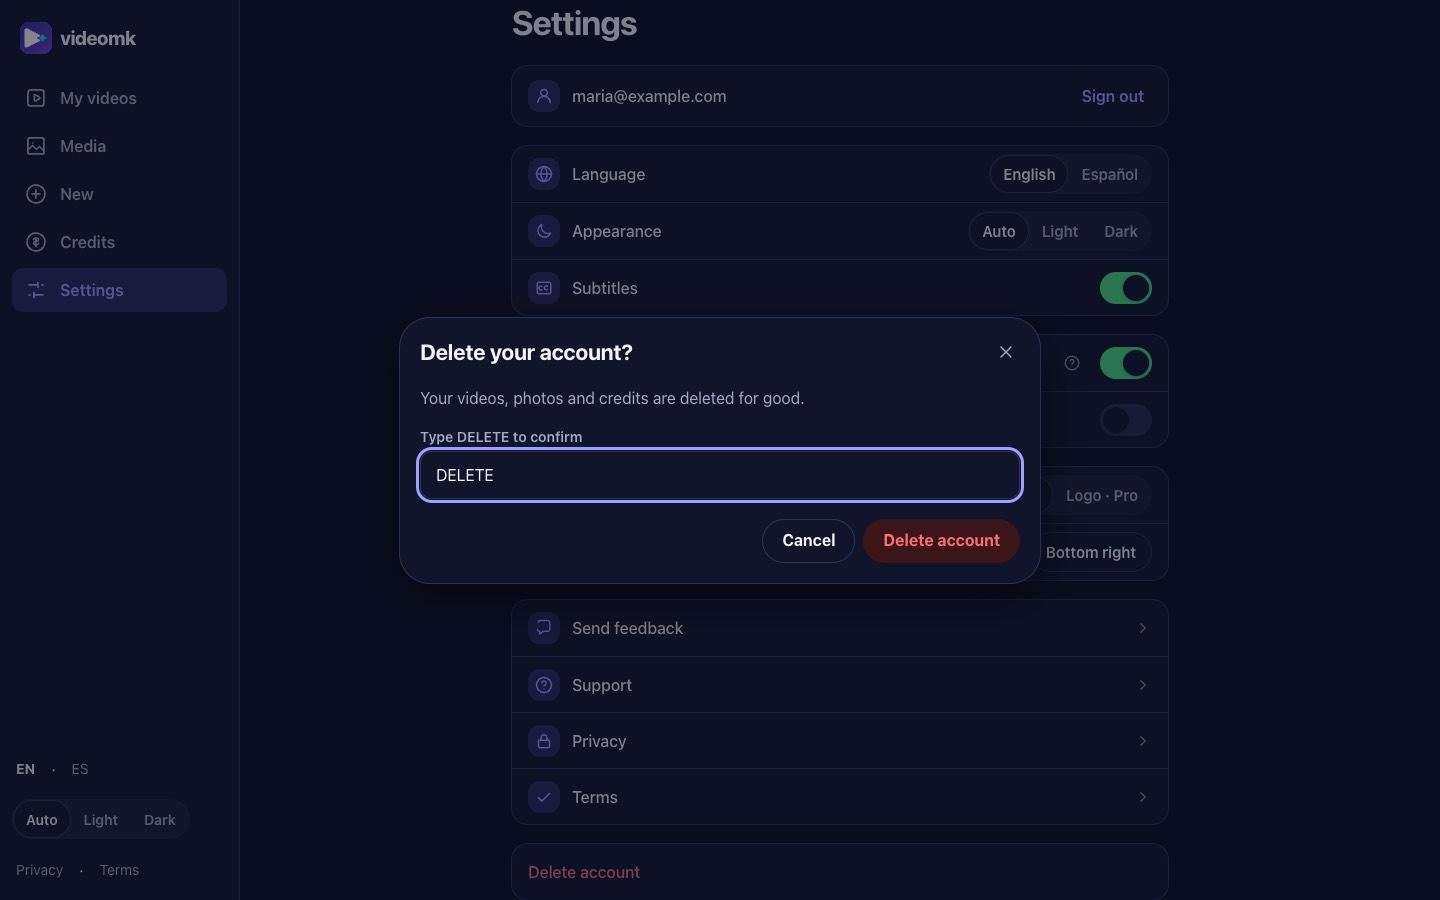 videomk
My videos
Media
New
Credits
Settings
EN · ES
Auto Light Dark
Privacy · Terms
Settings
maria@example.com Sign out
Language English Español
Appearance Auto Light Dark
Subtitles
Delete your account?
Your videos, photos and credits are deleted for good.
Type DELETE to confirm
DELETE
Cancel Delete account
Logo · Pro
Bottom right
Send feedback
Support
Privacy
Terms
Delete account